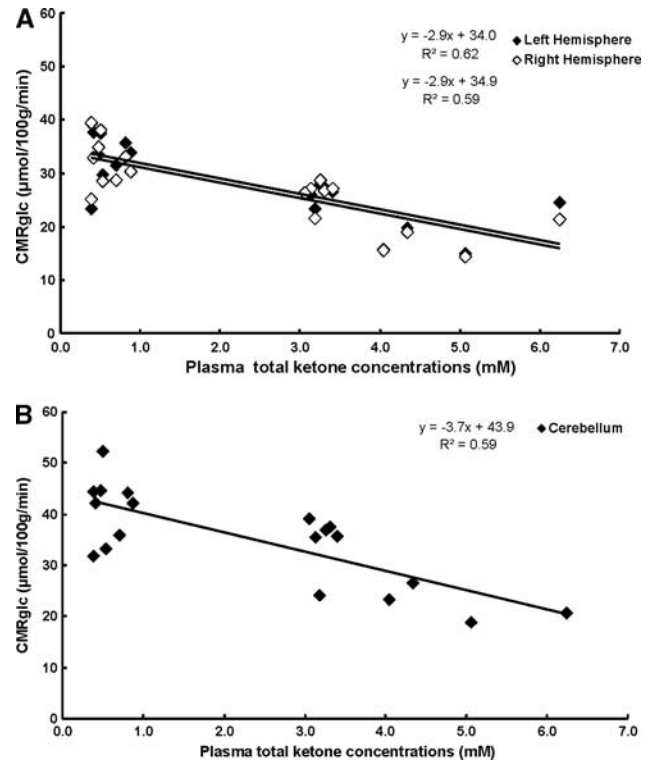 A
y = -2.9x + 34.0
R² = 0.62
y = -2.9x + 34.9
R² = 0.59
Left Hemisphere
Right Hemisphere
CMRglc (µmol/100g/min)
60
50
40
30
20
10
0
0.0 1.0 2.0 3.0 4.0 5.0 6.0 7.0
Plasma total ketone concentrations (mM)
B
y = -3.7x + 43.9
R² = 0.59
Cerebellum
CMRglc (µmol/100g/min)
60
50
40
30
20
10
0
0.0 1.0 2.0 3.0 4.0 5.0 6.0 7.0
Plasma total ketone concentrations (mM)